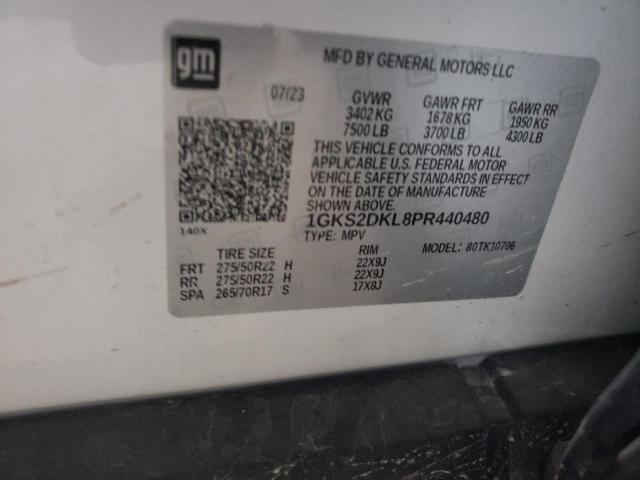 gm
MFD BY GENERAL MOTORS LLC
07/23
GVWR GAWR FRT GAWR RR
3402 KG 1678 KG 1950 KG
7500 LB 3700 LB 4300 LB
THIS VEHICLE CONFORMS TO ALL
APPLICABLE U.S. FEDERAL MOTOR
VEHICLE SAFETY STANDARDS IN EFFECT
ON THE DATE OF MANUFACTURE
SHOWN ABOVE.
140X
1GKS2DKL8PR440480
TYPE: MPV MODEL: 80TK10706
TIRE SIZE RIM
FRT 275/50R22 H 22X9J
RR 275/50R22 H 22X9J
SPA 265/70R17 S 17X8J